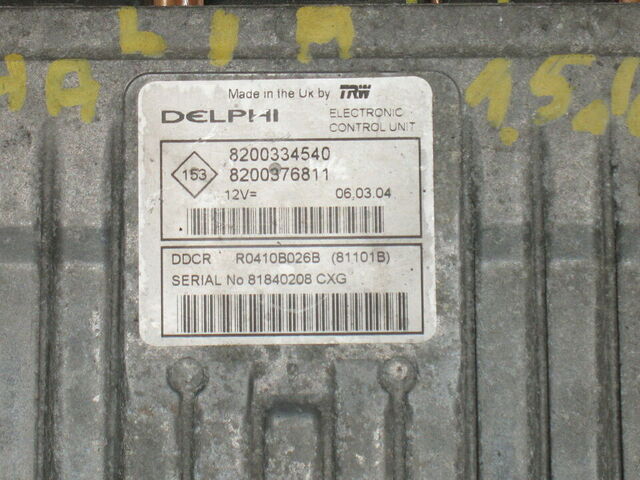 LIA
1.5.
Made in the Uk by TRW
DELPHI
ELECTRONIC
CONTROL UNIT
153
8200334540
8200376811
12V= 06,03.04
DDCR R0410B026B (81101B)
SERIAL No 81840208 CXG